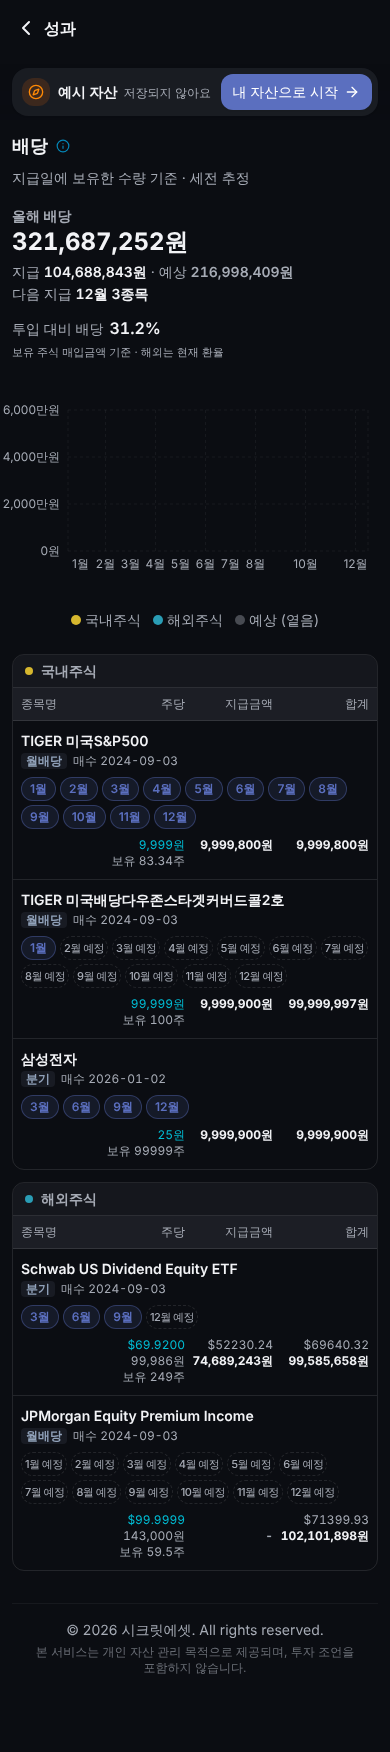 성과
예시 자산 저장되지 않아요 내 자산으로 시작 →
배당
지급일에 보유한 수량 기준 · 세전 추정
올해 배당
321,687,252원
지급 104,688,843원 · 예상 216,998,409원
다음 지급 12월 3종목
투입 대비 배당 31.2%
보유 주식 매입금액 기준 · 해외는 현재 환율
6,000만원
4,000만원
2,000만원
0원
1월 2월 3월 4월 5월 6월 7월 8월 10월 12월
국내주식 해외주식 예상 (옅음)
국내주식
종목명 주당 지급금액 합계
TIGER 미국S&P500
월배당 매수 2024-09-03
1월 2월 3월 4월 5월 6월 7월 8월
9월 10월 11월 12월
9,999원 9,999,800원 9,999,800원
보유 83.34주
TIGER 미국배당다우존스타겟커버드콜2호
월배당 매수 2024-09-03
1월 2월 예정 3월 예정 4월 예정 5월 예정 6월 예정 7월 예정
8월 예정 9월 예정 10월 예정 11월 예정 12월 예정
99,999원 9,999,900원 99,999,997원
보유 100주
삼성전자
분기 매수 2026-01-02
3월 6월 9월 12월
25원 9,999,900원 9,999,900원
보유 99999주
해외주식
종목명 주당 지급금액 합계
Schwab US Dividend Equity ETF
분기 매수 2024-09-03
3월 6월 9월 12월 예정
$69.9200 $52230.24 $69640.32
99,986원 74,689,243원 99,585,658원
보유 249주
JPMorgan Equity Premium Income
월배당 매수 2024-09-03
1월 예정 2월 예정 3월 예정 4월 예정 5월 예정 6월 예정
7월 예정 8월 예정 9월 예정 10월 예정 11월 예정 12월 예정
$99.9999 $71399.93
143,000원 - 102,101,898원
보유 59.5주
© 2026 시크릿에셋. All rights reserved.
본 서비스는 개인 자산 관리 목적으로 제공되며, 투자 조언을
포함하지 않습니다.